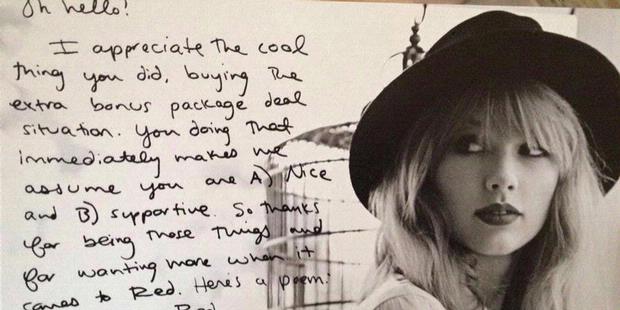 Oh hello!
I appreciate the cool
thing you did, buying the
extra bonus package deal
situation. You doing that
immediately makes me
assume you are A) Nice
and B) supportive. So thanks
for being those things and
for wanting more when it
comes to Red. Here's a poem:
Red